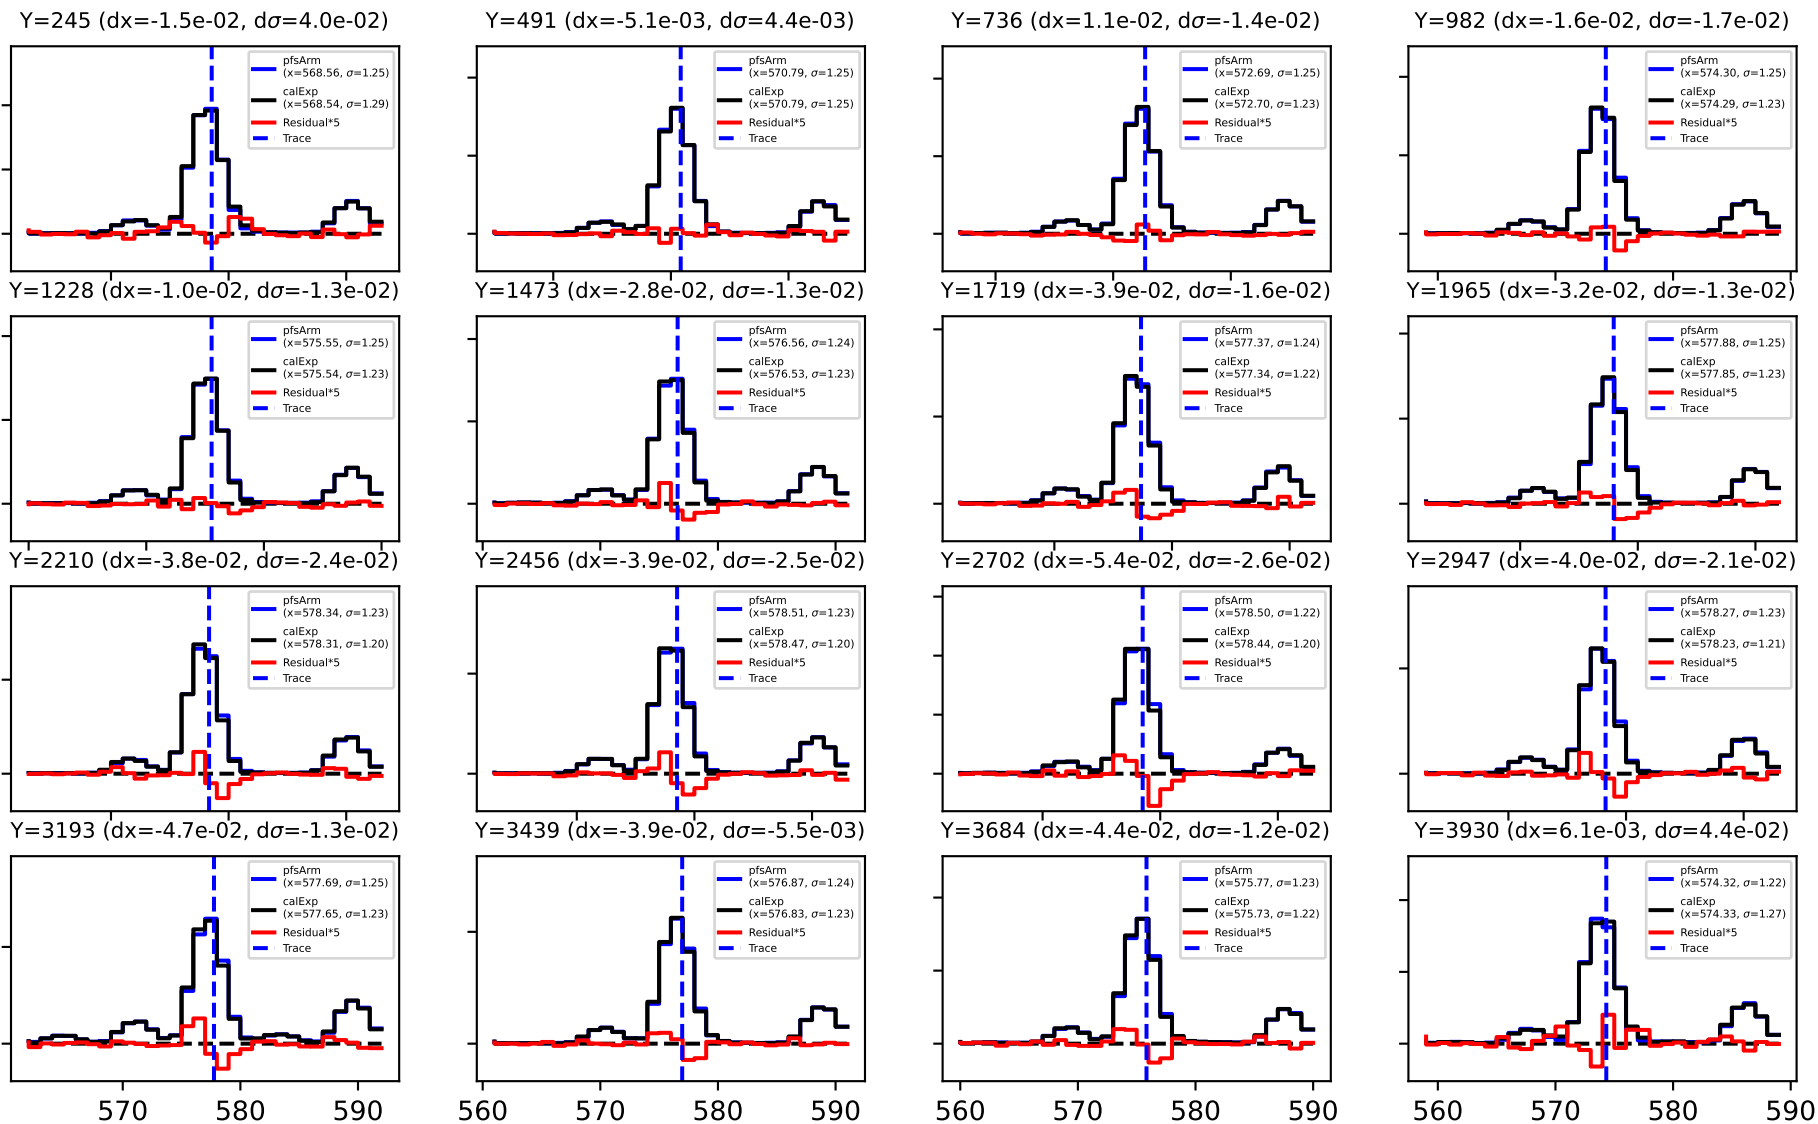 Y=245 (dx=-1.5e-02, dσ=4.0e-02)
pfsArm
(x=568.56, σ=1.25)
calExp
(x=568.54, σ=1.29)
Residual*5
Trace
Y=491 (dx=-5.1e-03, dσ=4.4e-03)
pfsArm
(x=570.79, σ=1.25)
calExp
(x=570.79, σ=1.25)
Residual*5
Trace
Y=736 (dx=1.1e-02, dσ=-1.4e-02)
pfsArm
(x=572.69, σ=1.25)
calExp
(x=572.70, σ=1.23)
Residual*5
Trace
Y=982 (dx=-1.6e-02, dσ=-1.7e-02)
pfsArm
(x=574.30, σ=1.25)
calExp
(x=574.29, σ=1.23)
Residual*5
Trace
Y=1228 (dx=-1.0e-02, dσ=-1.3e-02)
pfsArm
(x=575.55, σ=1.25)
calExp
(x=575.54, σ=1.23)
Residual*5
Trace
Y=1473 (dx=-2.8e-02, dσ=-1.3e-02)
pfsArm
(x=576.56, σ=1.24)
calExp
(x=576.53, σ=1.23)
Residual*5
Trace
Y=1719 (dx=-3.9e-02, dσ=-1.6e-02)
pfsArm
(x=577.37, σ=1.24)
calExp
(x=577.34, σ=1.22)
Residual*5
Trace
Y=1965 (dx=-3.2e-02, dσ=-1.3e-02)
pfsArm
(x=577.88, σ=1.25)
calExp
(x=577.85, σ=1.23)
Residual*5
Trace
Y=2210 (dx=-3.8e-02, dσ=-2.4e-02)
pfsArm
(x=578.34, σ=1.23)
calExp
(x=578.31, σ=1.20)
Residual*5
Trace
Y=2456 (dx=-3.9e-02, dσ=-2.5e-02)
pfsArm
(x=578.51, σ=1.23)
calExp
(x=578.47, σ=1.20)
Residual*5
Trace
Y=2702 (dx=-5.4e-02, dσ=-2.6e-02)
pfsArm
(x=578.50, σ=1.22)
calExp
(x=578.44, σ=1.20)
Residual*5
Trace
Y=2947 (dx=-4.0e-02, dσ=-2.1e-02)
pfsArm
(x=578.27, σ=1.23)
calExp
(x=578.23, σ=1.21)
Residual*5
Trace
Y=3193 (dx=-4.7e-02, dσ=-1.3e-02)
pfsArm
(x=577.69, σ=1.25)
calExp
(x=577.65, σ=1.23)
Residual*5
Trace
Y=3439 (dx=-3.9e-02, dσ=-5.5e-03)
pfsArm
(x=576.87, σ=1.24)
calExp
(x=576.83, σ=1.23)
Residual*5
Trace
Y=3684 (dx=-4.4e-02, dσ=-1.2e-02)
pfsArm
(x=575.77, σ=1.23)
calExp
(x=575.73, σ=1.22)
Residual*5
Trace
Y=3930 (dx=6.1e-03, dσ=4.4e-02)
pfsArm
(x=574.32, σ=1.22)
calExp
(x=574.33, σ=1.27)
Residual*5
Trace
570 580 590
560 570 580 590
560 570 580 590
560 570 580 590